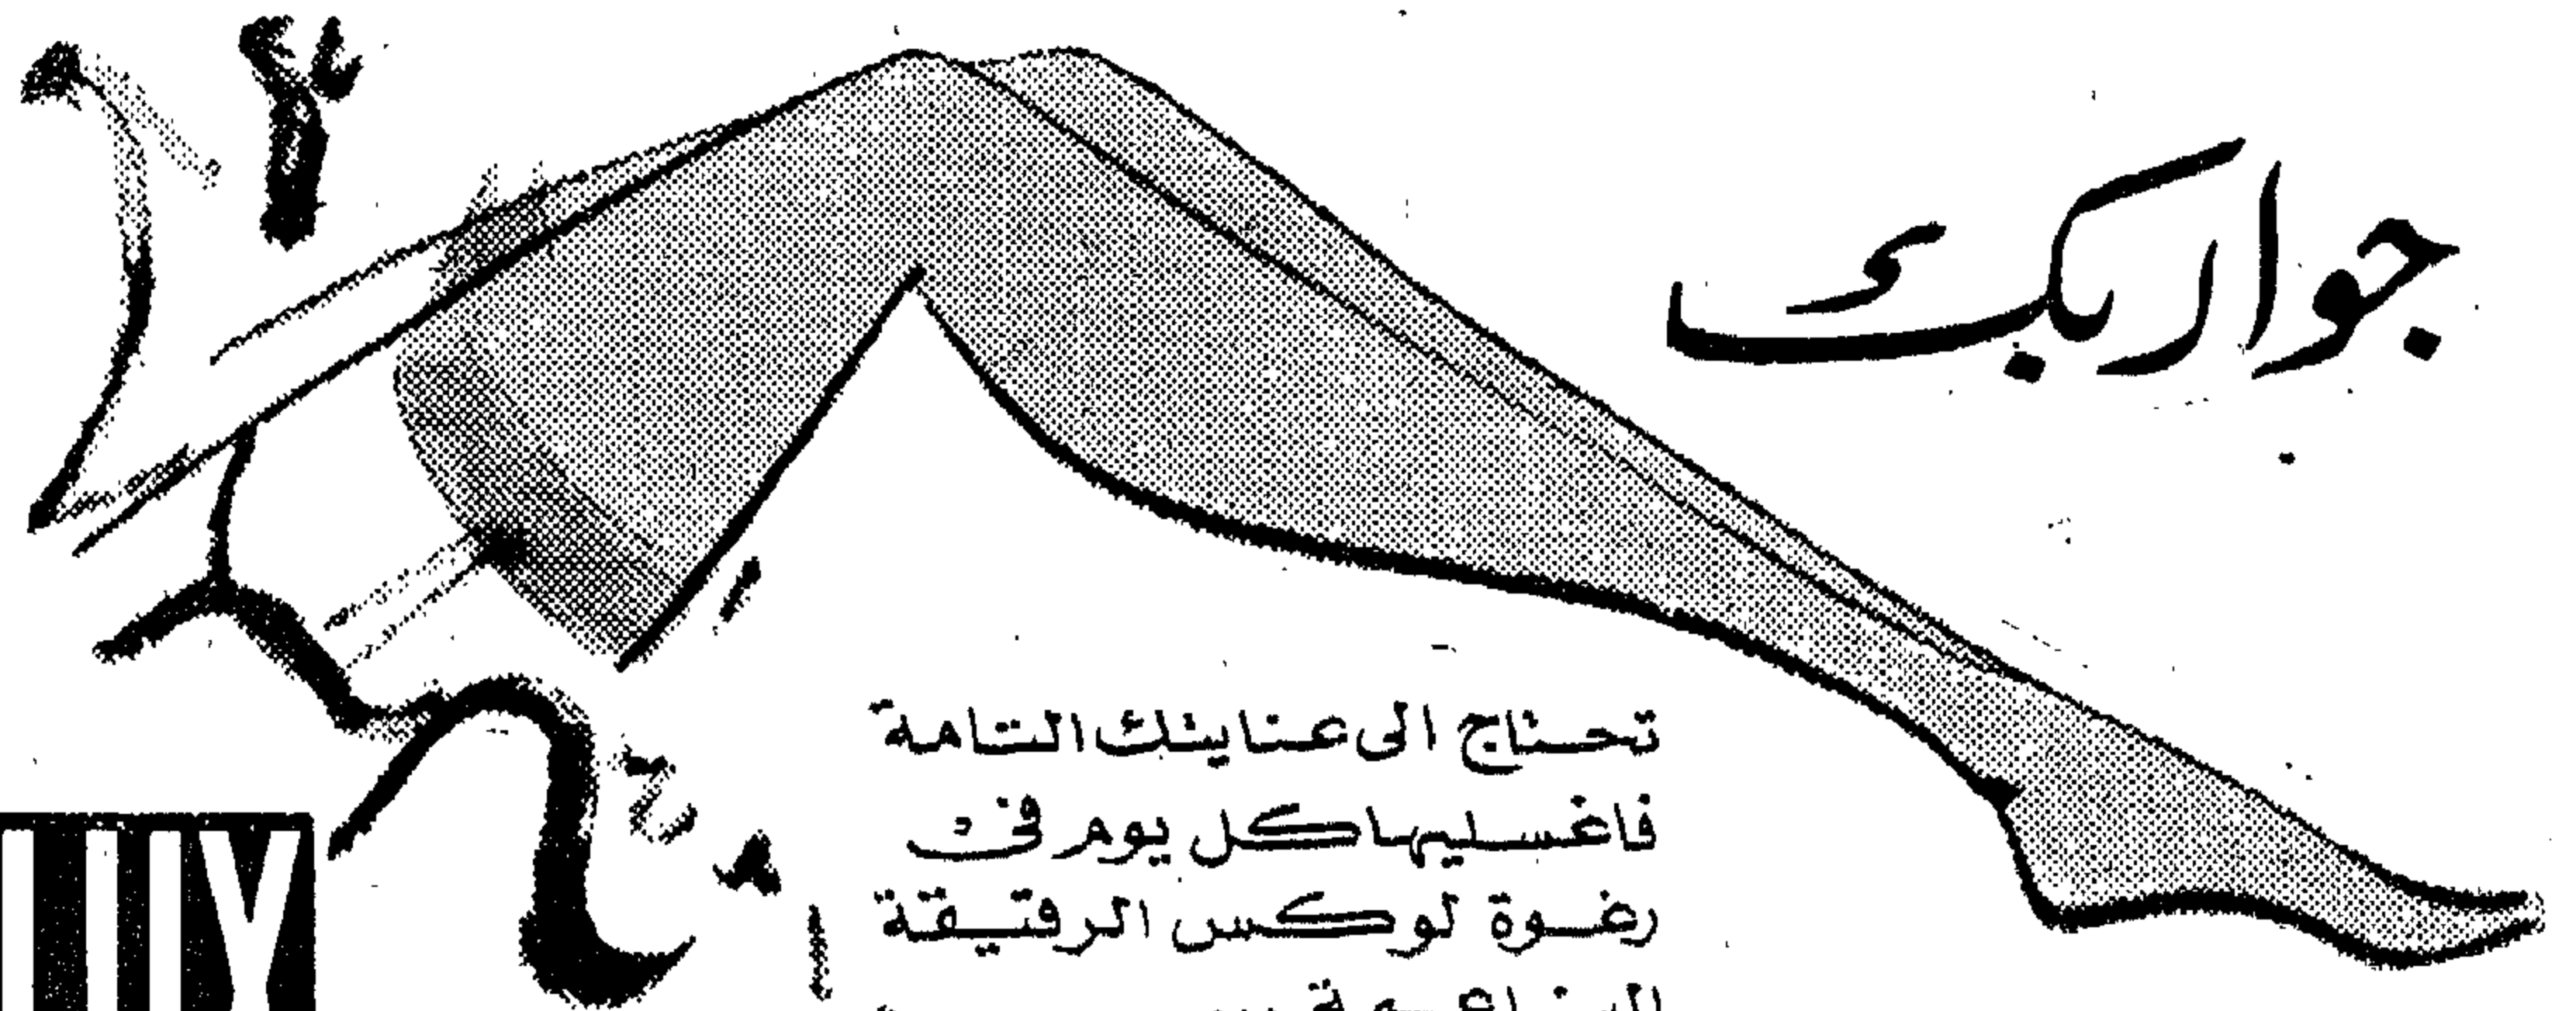 جواربك
تحتاج الى عنايتك التامة
فاغسليها كل يوم في
رغوة لوكس الرقيقة